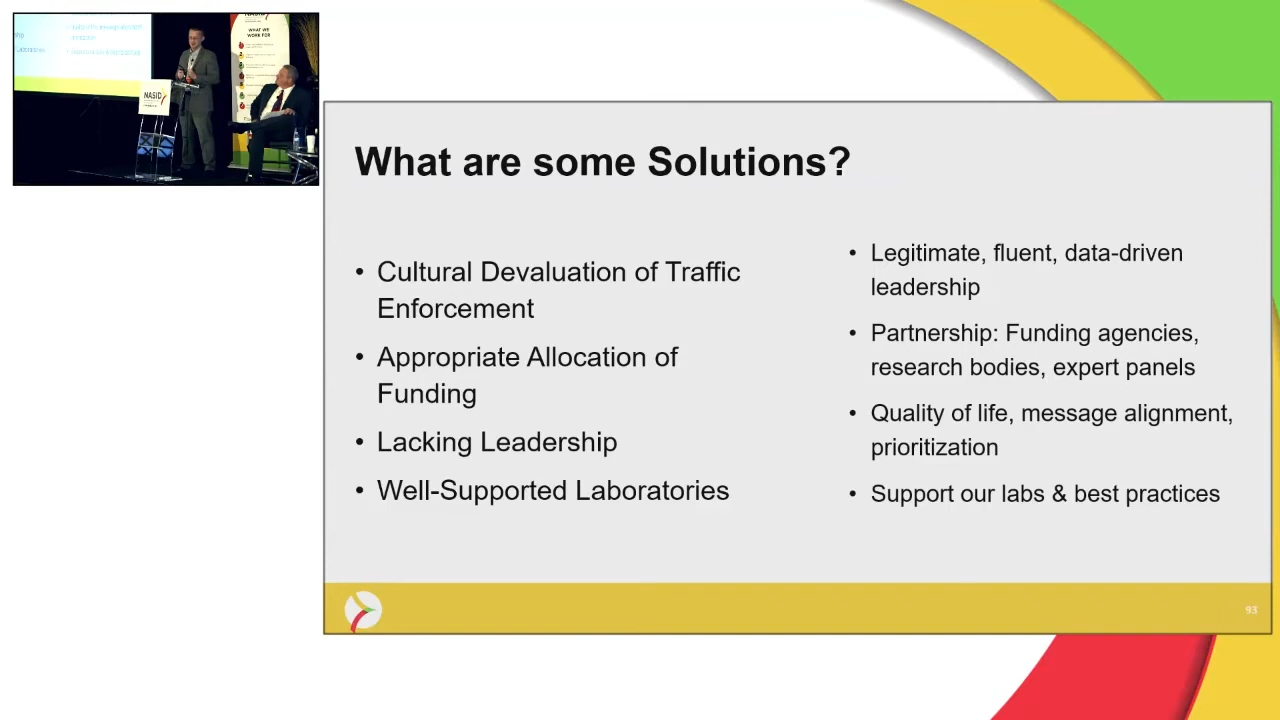 WHAT WE
WORK FOR
NASID
What are some Solutions?
• Cultural Devaluation of Traffic
Enforcement
• Appropriate Allocation of
Funding
• Lacking Leadership
• Well-Supported Laboratories
• Legitimate, fluent, data-driven
leadership
• Partnership: Funding agencies,
research bodies, expert panels
• Quality of life, message alignment,
prioritization
• Support our labs & best practices
93